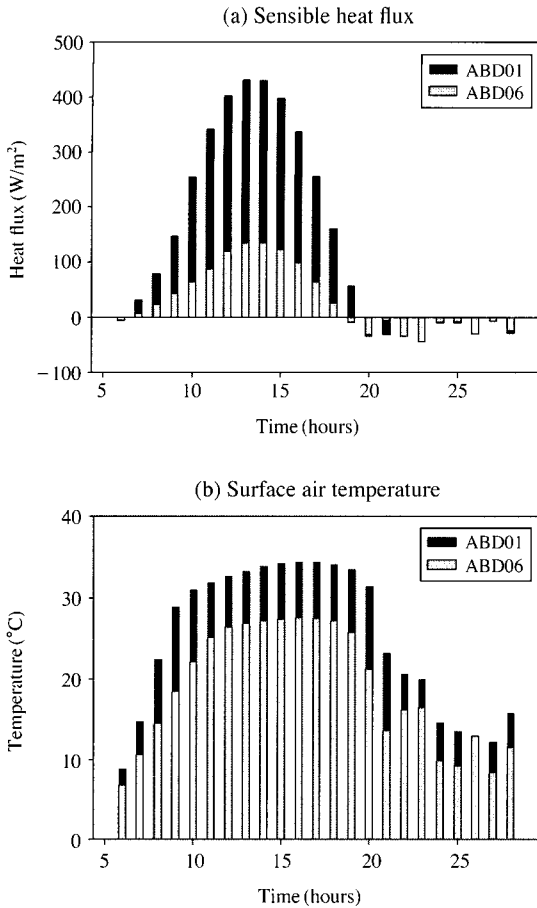 (a) Sensible heat flux
500
400
300
200
100
0
−100
Heat flux (W/m²)
ABD01
ABD06
5 10 15 20 25
Time (hours)
(b) Surface air temperature
40
30
20
10
0
Temperature (°C)
ABD01
ABD06
5 10 15 20 25
Time (hours)